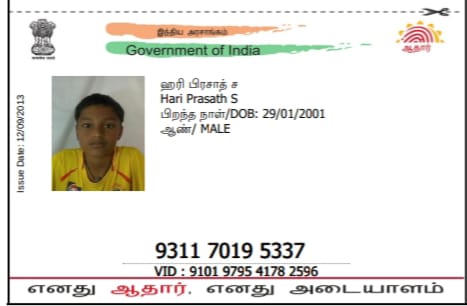 இந்திய அரசாங்கம்
Government of India
ஆதார்
Issue Date: 12/09/2013
ஹரி பிரசாத் ச
Hari Prasath S
பிறந்த நாள்/DOB: 29/01/2001
ஆண்/ MALE
9311 7019 5337
VID : 9101 9795 4178 2596
எனது ஆதார், எனது அடையாளம்